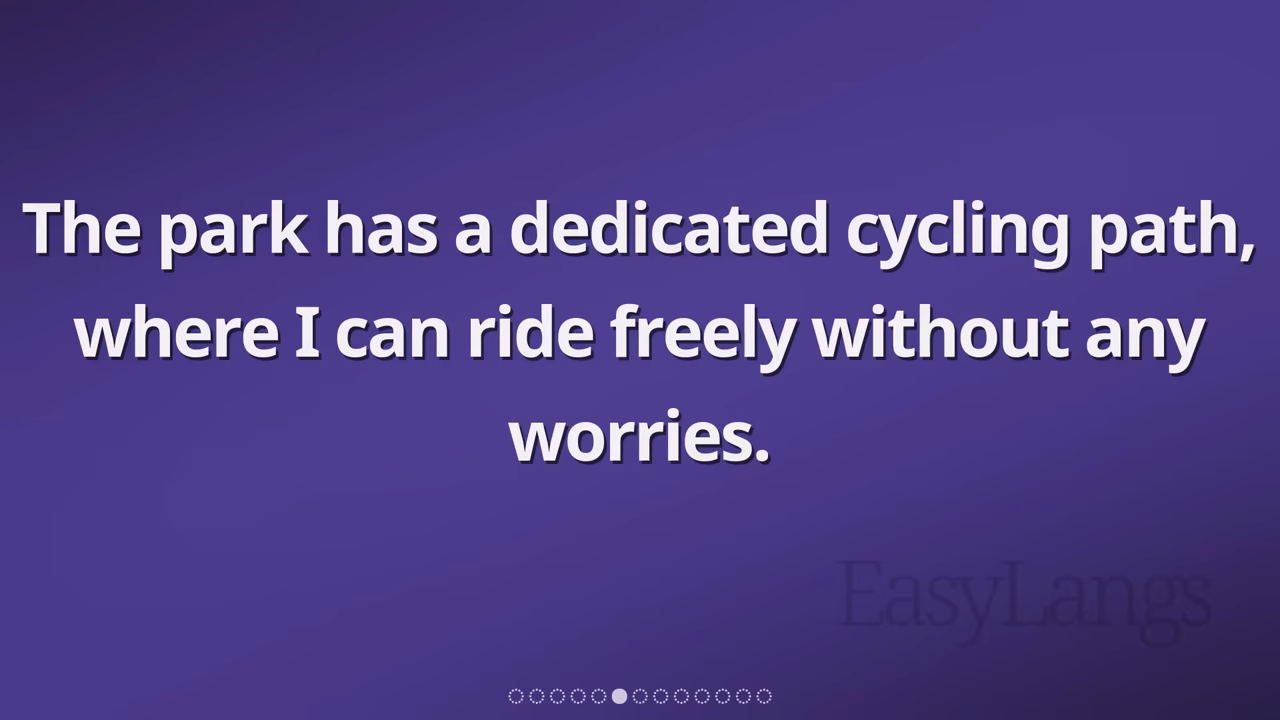 The park has a dedicated cycling path,
where I can ride freely without any
worries.
EasyLangs